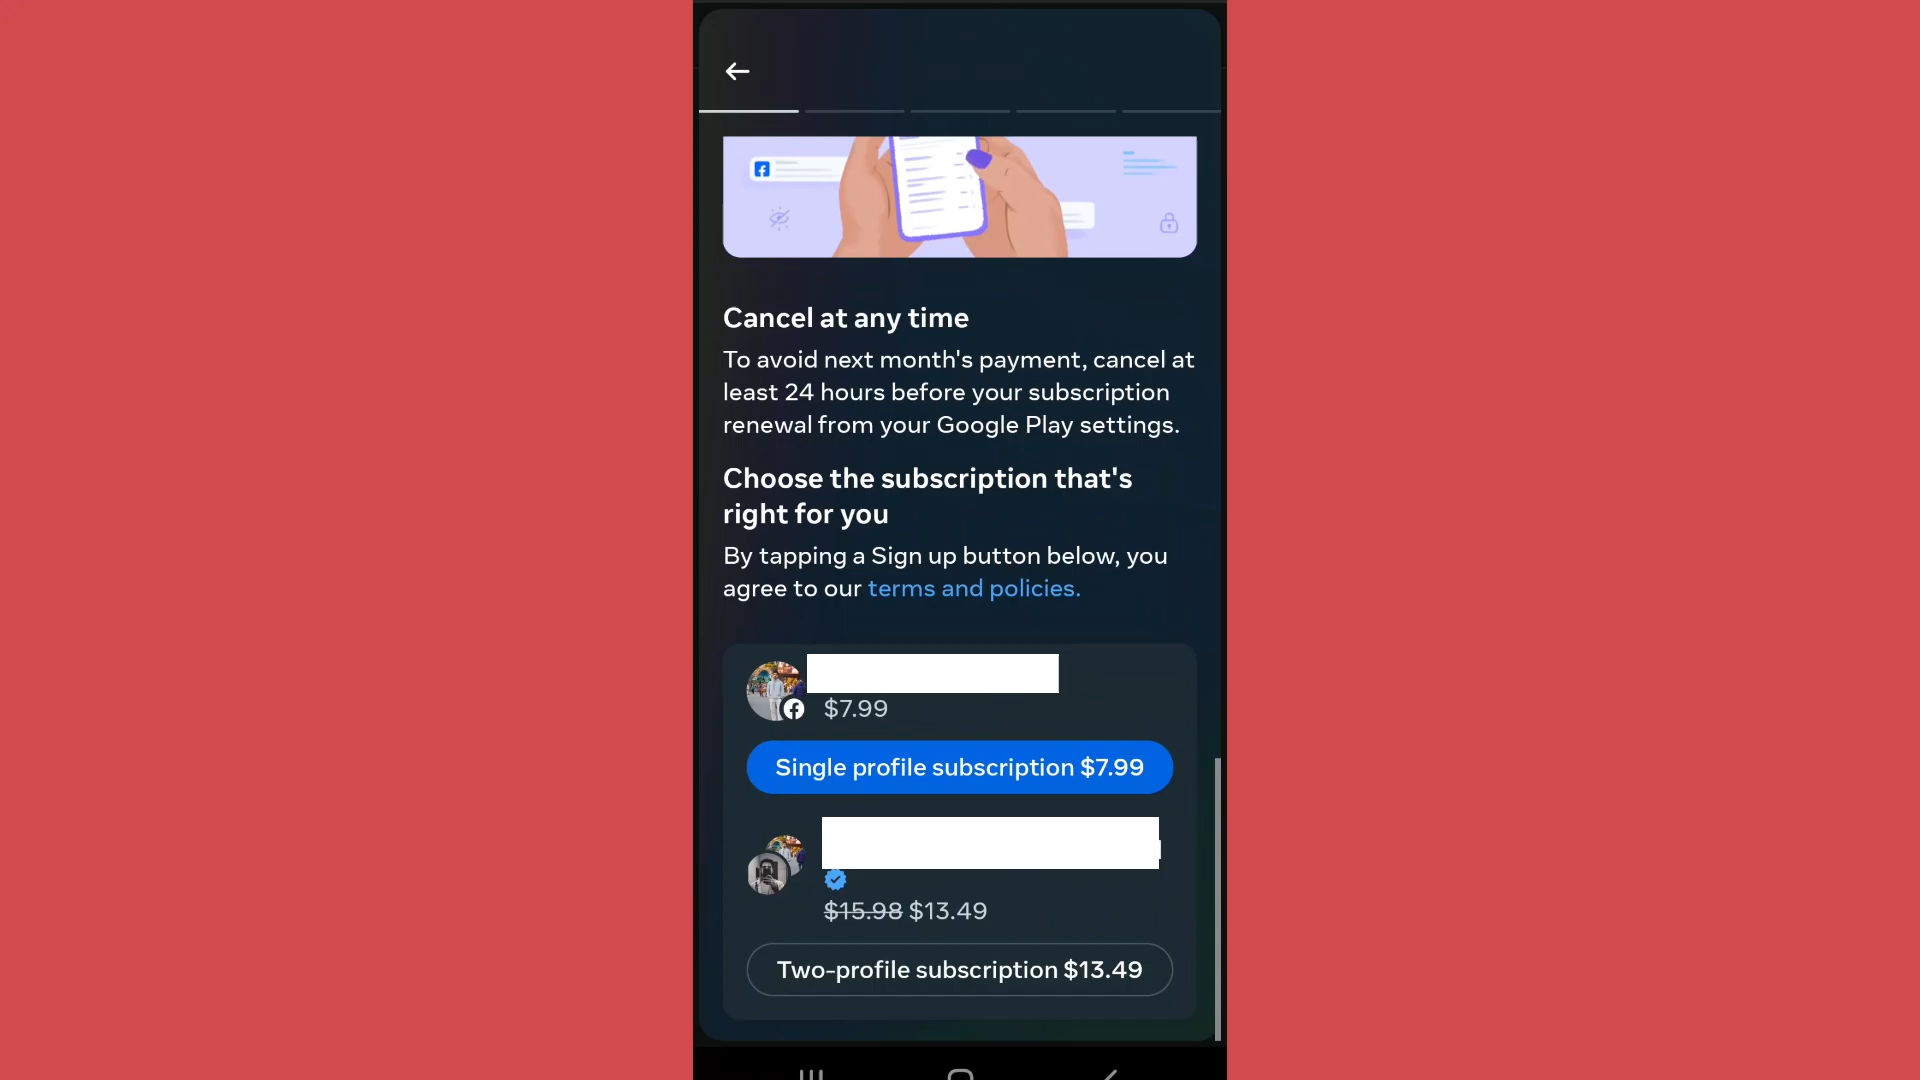 Cancel at any time
To avoid next month's payment, cancel at
least 24 hours before your subscription
renewal from your Google Play settings.
Choose the subscription that's
right for you
By tapping a Sign up button below, you
agree to our terms and policies.
$7.99
Single profile subscription $7.99
$15.98 $13.49
Two-profile subscription $13.49